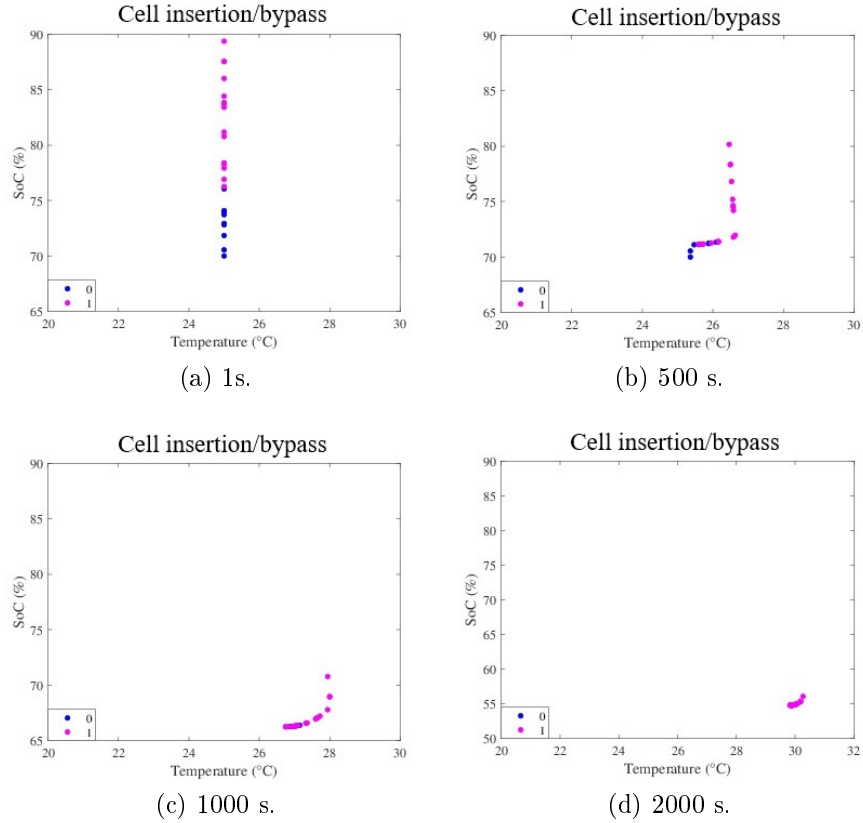 Cell insertion/bypass
90
85
80
75
70
65
SoC (%)
0
1
20 22 24 26 28 30
Temperature (°C)
(a) 1s.
Cell insertion/bypass
90
85
80
75
70
65
SoC (%)
0
1
20 22 24 26 28 30
Temperature (°C)
(b) 500 s.
Cell insertion/bypass
90
85
80
75
70
65
SoC (%)
0
1
20 22 24 26 28 30
Temperature (°C)
(c) 1000 s.
Cell insertion/bypass
90
85
80
75
70
65
60
55
50
SoC (%)
0
1
20 22 24 26 28 30 32
Temperature (°C)
(d) 2000 s.